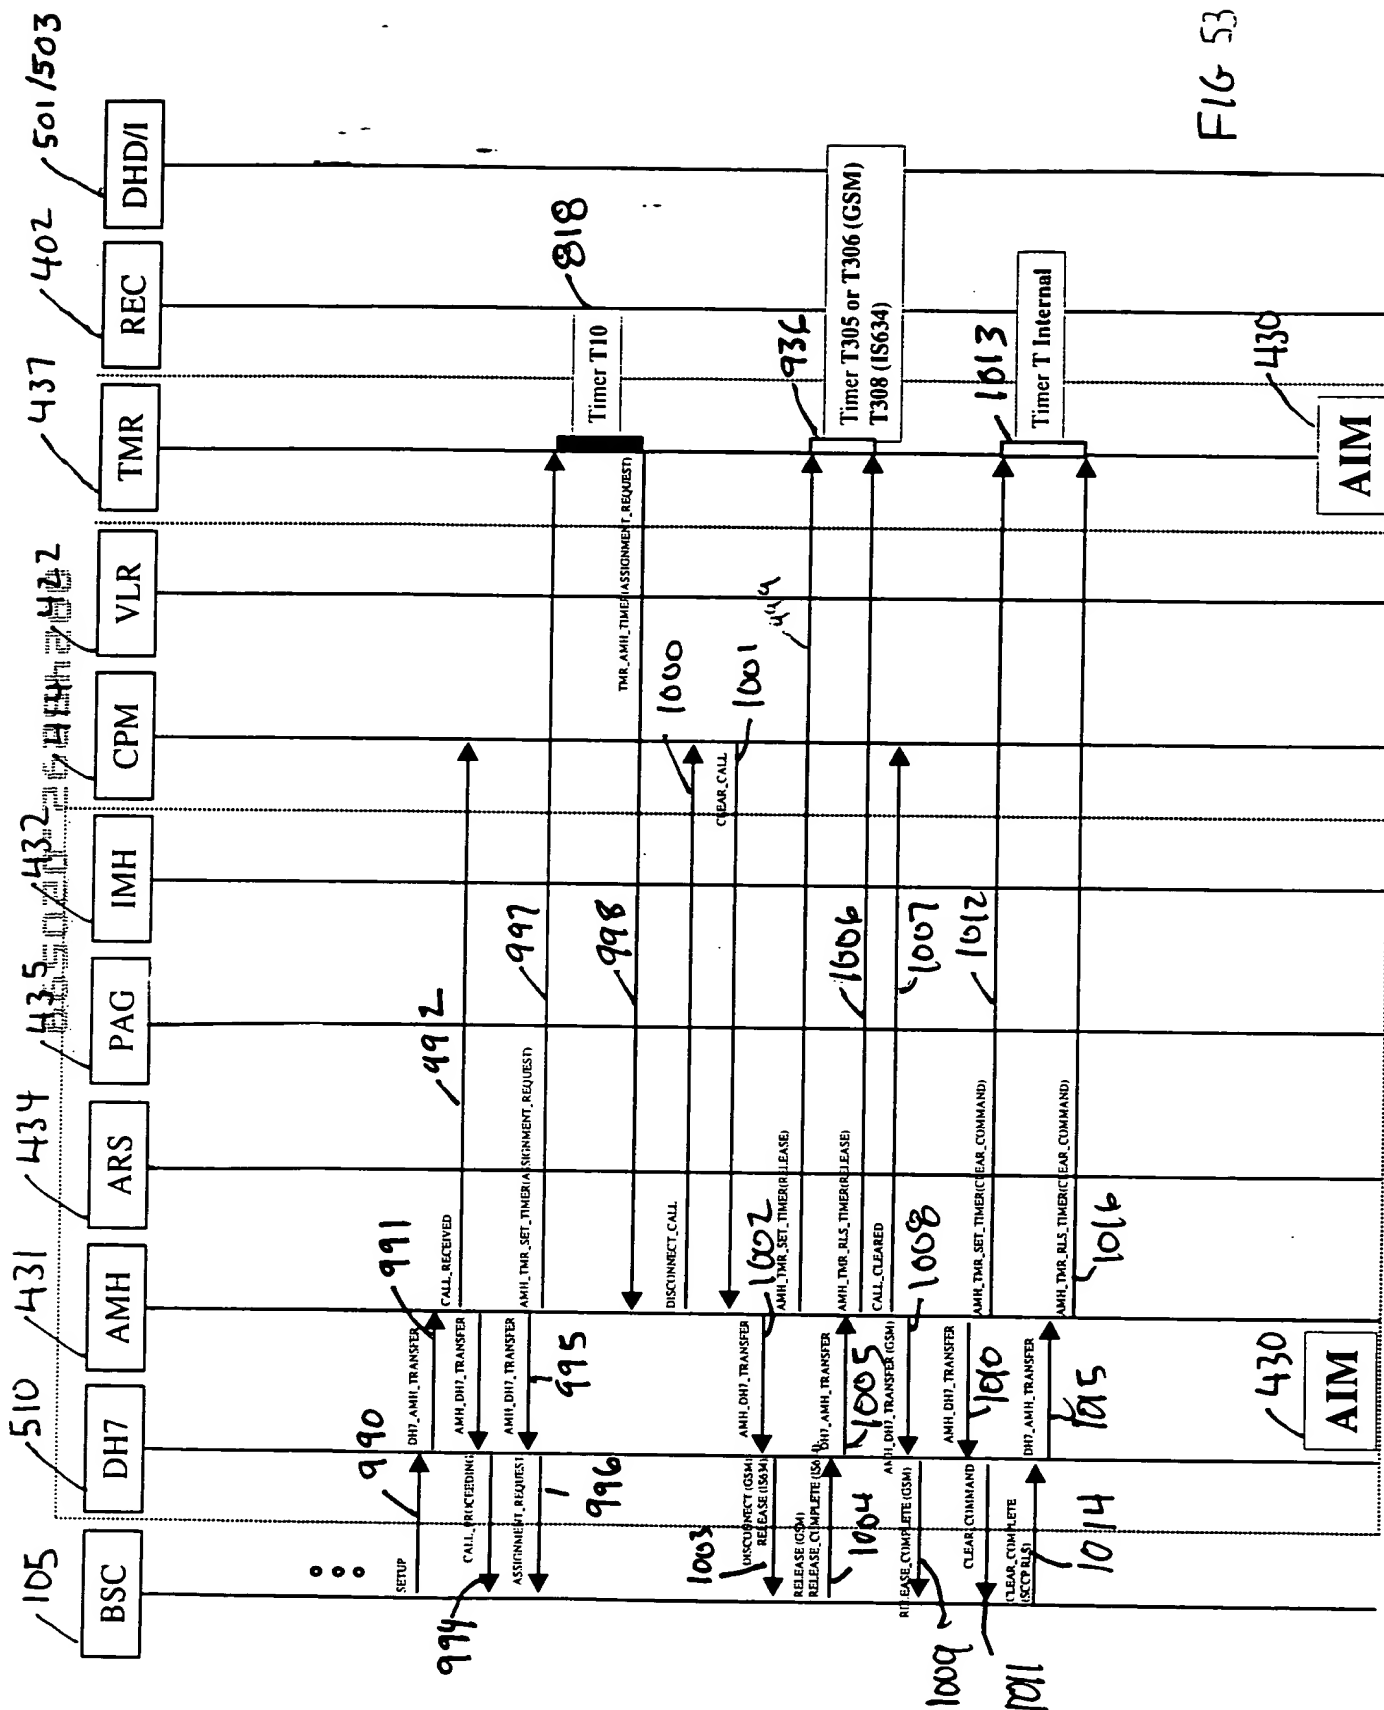 105
510
431
434
435
432
414
422
437
402
501/503
BSC
DH7
AMH
ARS
PAG
IMH
CPM
VLR
TMR
REC
DHD/I
SETUP
990
DH7_AMH_TRANSFER
991
CALL_RECEIVED
992
AMH_DH7_TRANSFER
CALL_PROCEEDING
994
AMH_DH7_TRANSFER
995
ASSIGNMENT_REQUEST
996
AMH_TMR_SET_TIMER(ASSIGNMENT_REQUEST)
997
Timer T10
818
TMR_AMH_TIMER(ASSIGNMENT_REQUEST)
998
DISCONNECT_CALL
1000
CLEAR_CALL
1001
AMH_DH7_TRANSFER
1002
DISCONNECT (GSM)
RELEASE (IS634)
1003
AMH_TMR_SET_TIMER(RELEASE)
936
Timer T305 or T306 (GSM)
T308 (IS634)
RELEASE (GSM)
RELEASE_COMPLETE (IS634)
1004
DH7_AMH_TRANSFER
1005
AMH_TMR_RLS_TIMER(RELEASE)
1006
CALL_CLEARED
1007
AMH_DH7_TRANSFER (GSM)
1008
RELEASE_COMPLETE (GSM)
1009
AMH_DH7_TRANSFER
1010
CLEAR_COMMAND
1011
AMH_TMR_SET_TIMER(CLEAR_COMMAND)
1012
1013
Timer T Internal
CLEAR_COMPLETE
(SCCP RLS)
1014
DH7_AMH_TRANSFER
1015
AMH_TMR_RLS_TIMER(CLEAR_COMMAND)
1016
430
AIM
430
AIM
FIG 53